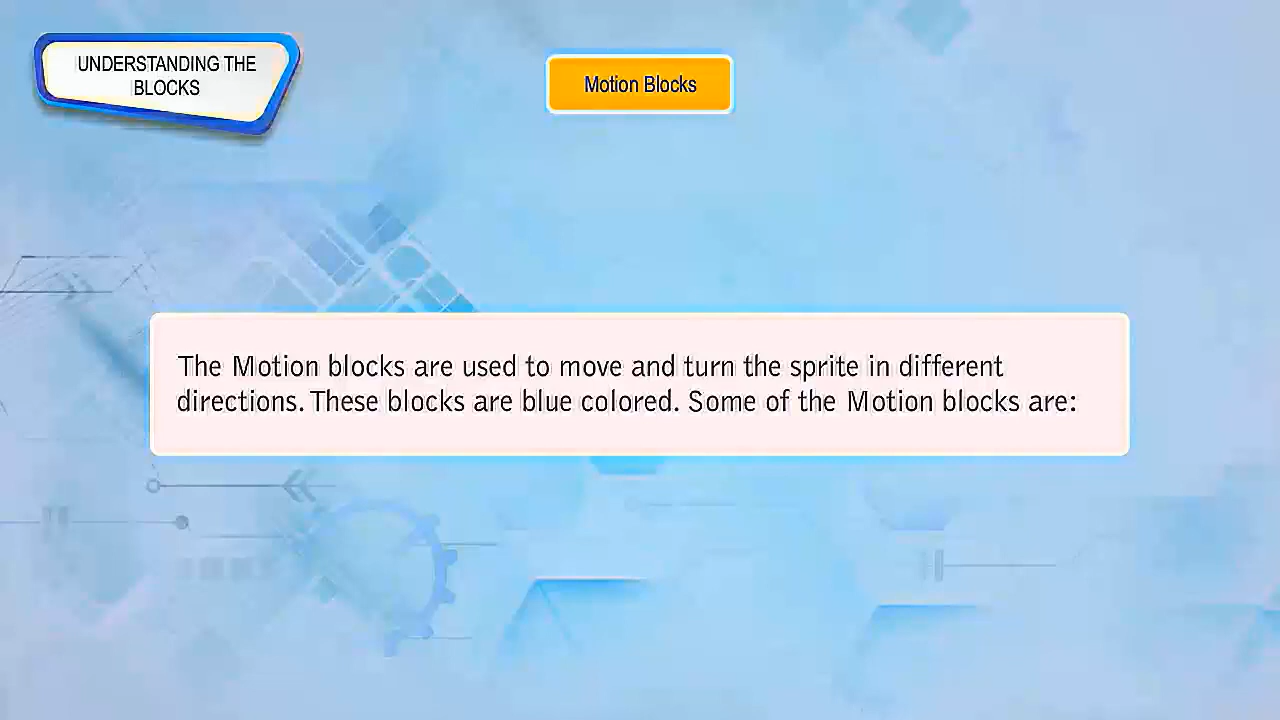 UNDERSTANDING THE
BLOCKS
Motion Blocks
The Motion blocks are used to move and turn the sprite in different
directions. These blocks are blue colored. Some of the Motion blocks are: